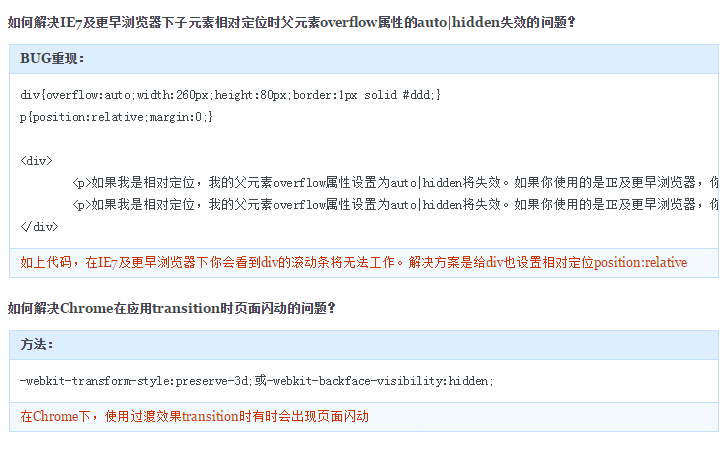 如何解决IE7及更早浏览器下子元素相对定位时父元素overflow属性的auto|hidden失效的问题？
BUG重现：
div{overflow:auto;width:260px;height:80px;border:1px solid #ddd;}
p{position:relative;margin:0;}
<div>
<p>如果我是相对定位，我的父元素overflow属性设置为auto|hidden将失效。如果你使用的是IE及更早浏览器，你
<p>如果我是相对定位，我的父元素overflow属性设置为auto|hidden将失效。如果你使用的是IE及更早浏览器，你
</div>
如上代码，在IE7及更早浏览器下你会看到div的滚动条将无法工作。解决方案是给div也设置相对定位position:relative
如何解决Chrome在应用transition时页面闪动的问题？
方法：
-webkit-transform-style:preserve-3d;或-webkit-backface-visibility:hidden;
在Chrome下，使用过渡效果transition时有时会出现页面闪动